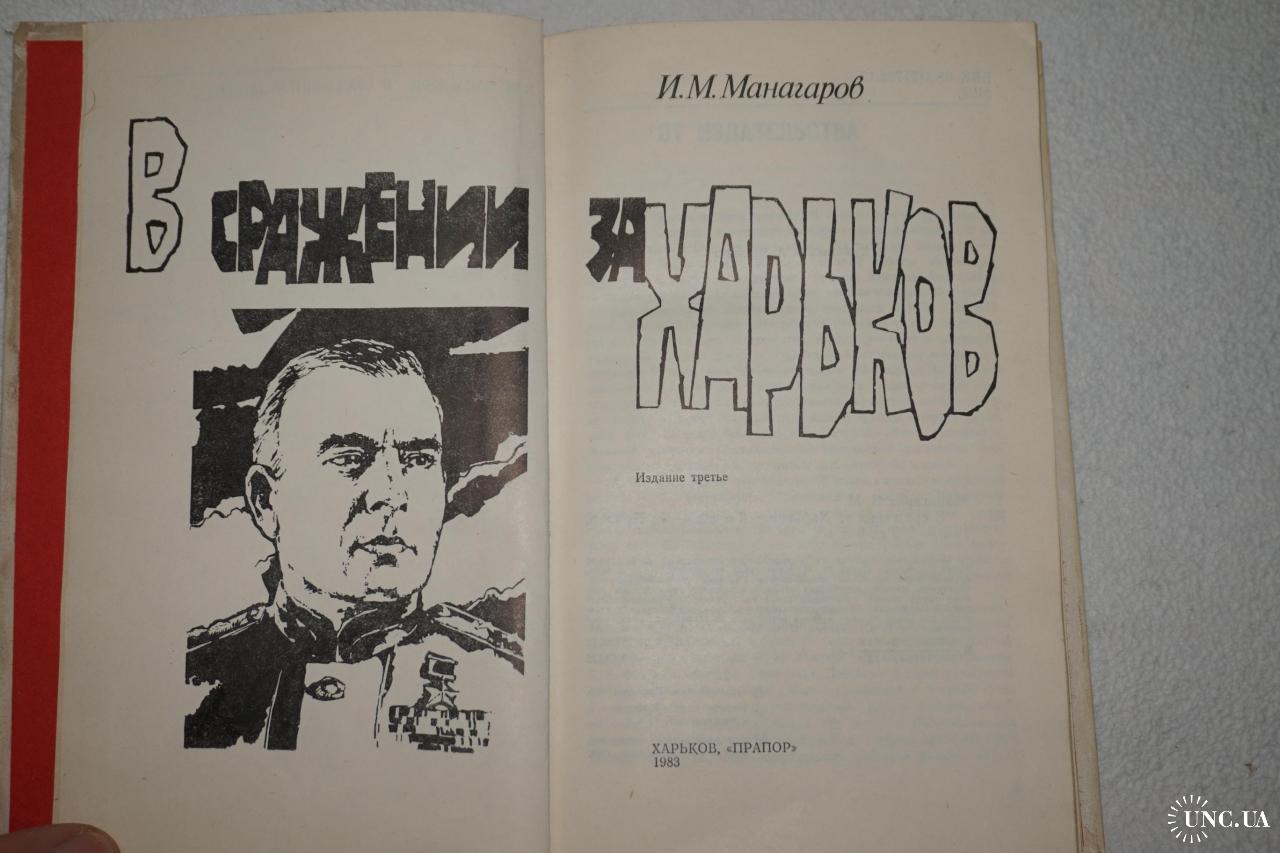 И. М. Манагаров
В СРАЖЕНИИ ЗА ХАРЬКОВ
Издание третье
ХАРЬКОВ, «ПРАПОР»
1983
UNC.UA